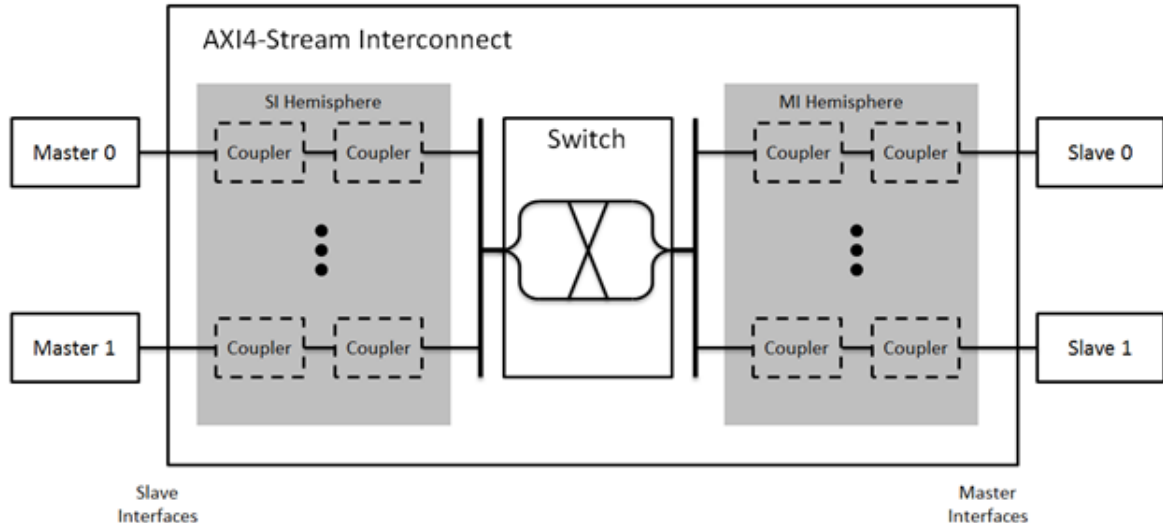 AXI4-Stream Interconnect
SI Hemisphere
MI Hemisphere
Master 0
Coupler
Coupler
Switch
Coupler
Coupler
Slave 0
Master 1
Coupler
Coupler
Coupler
Coupler
Slave 1
Slave
Interfaces
Master
Interfaces